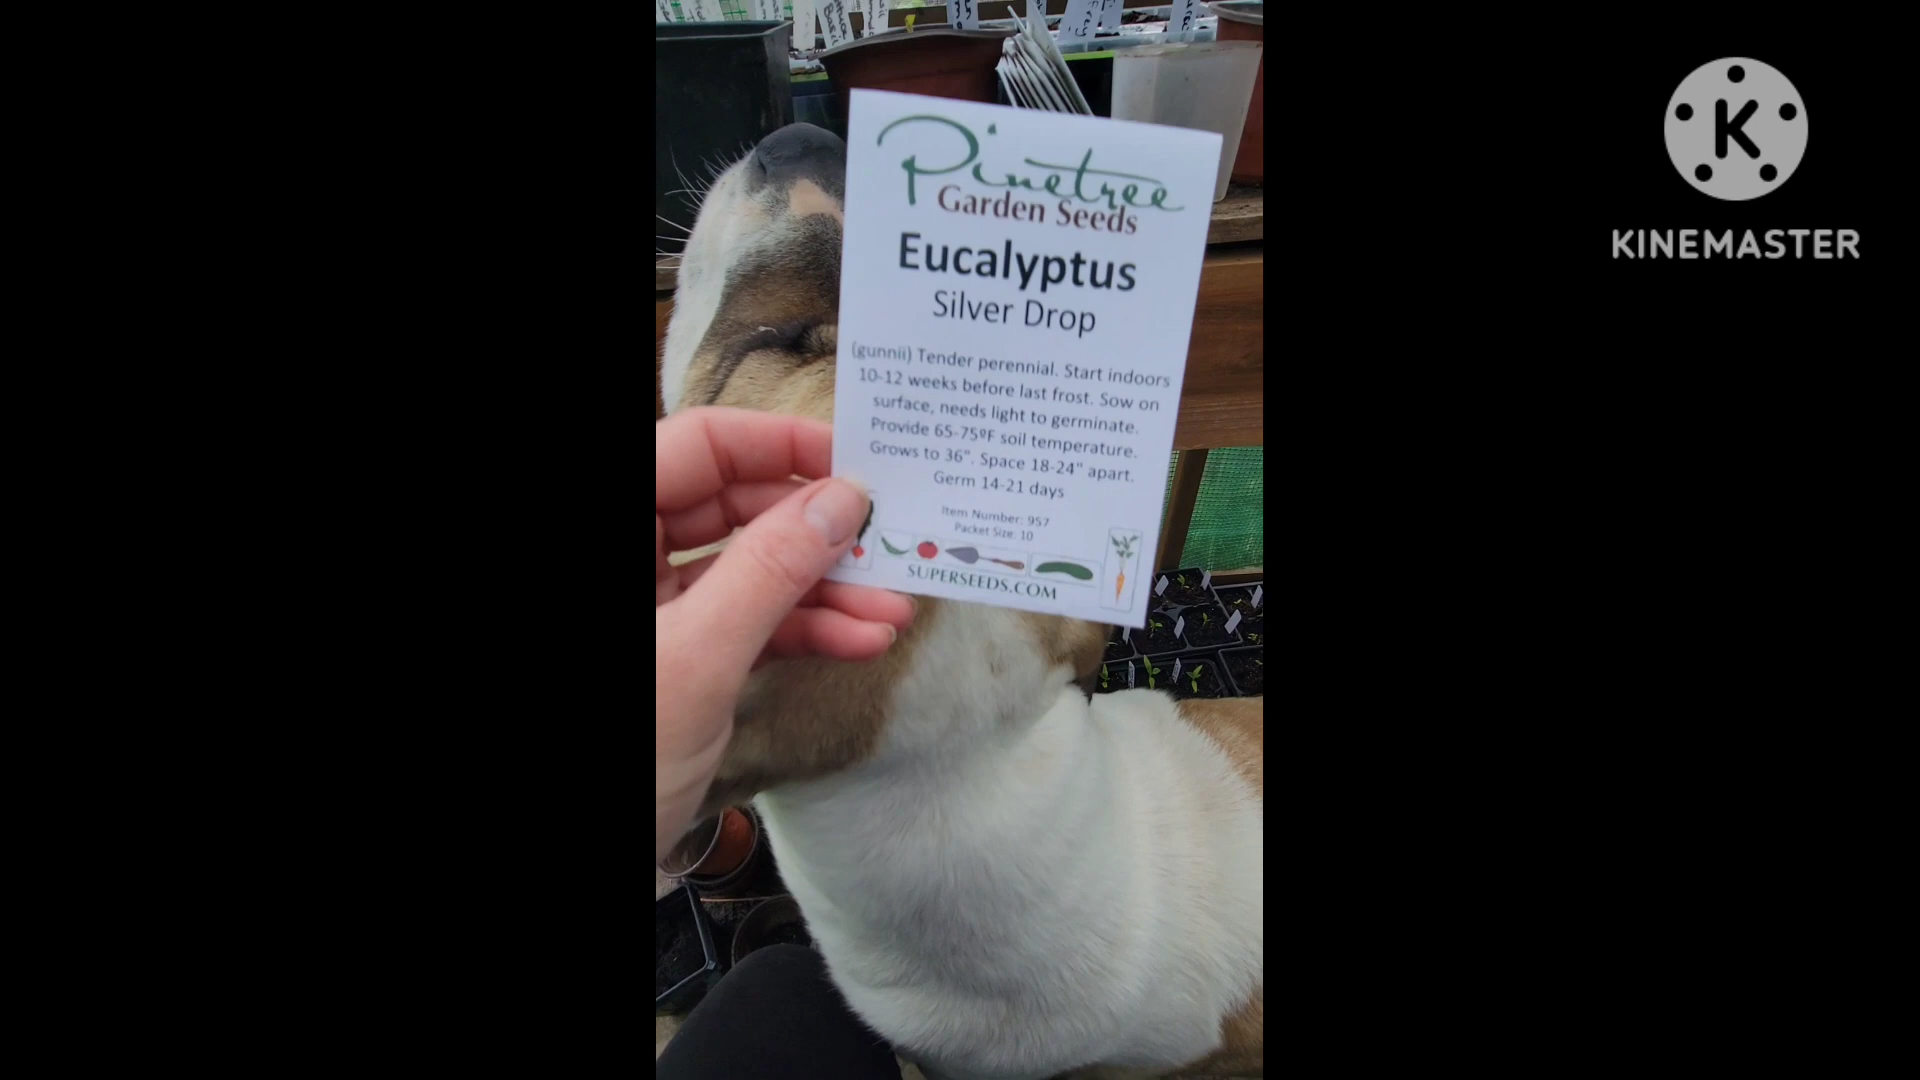 Basil
Pinetree
Garden Seeds
Eucalyptus
Silver Drop
(gunnii) Tender perennial. Start indoors
10-12 weeks before last frost. Sow on
surface, needs light to germinate.
Provide 65-75ºF soil temperature.
Grows to 36". Space 18-24" apart.
Germ 14-21 days
Item Number: 957
Packet Size: 10
SUPERSEEDS.COM
K
KINEMASTER